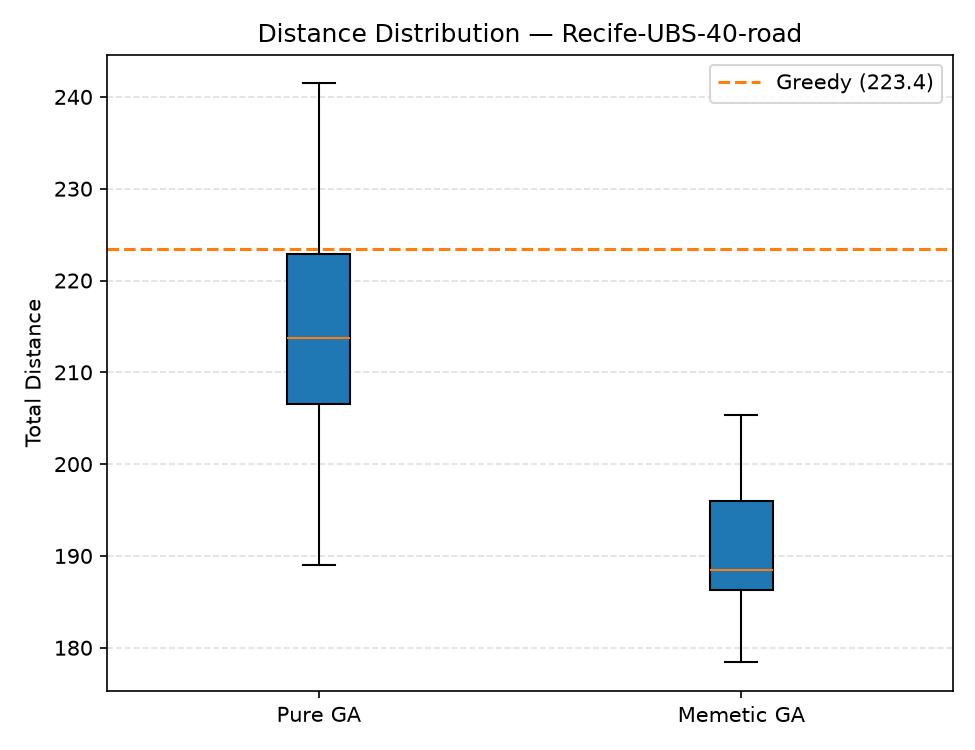 Distance Distribution — Recife-UBS-40-road
Greedy (223.4)
Total Distance
240
230
220
210
200
190
180
Pure GA
Memetic GA